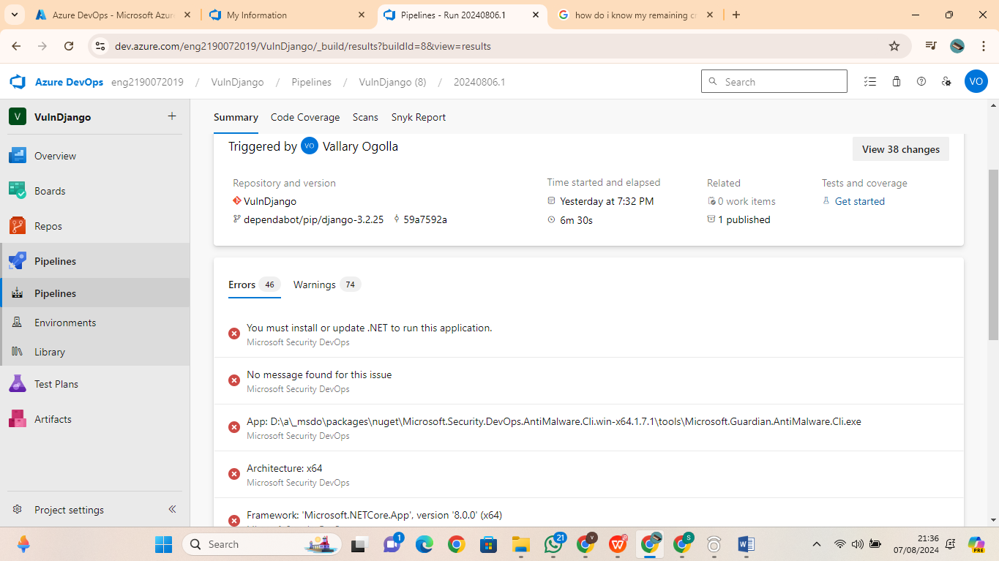 Azure DevOps - Microsoft Azure
My Information
Pipelines - Run 20240806.1
how do i know my remaining cr
dev.azure.com/eng2190072019/VulnDjango/_build/results?buildId=8&view=results
Azure DevOps eng2190072019 / VulnDjango / Pipelines / VulnDjango (8) / 20240806.1
Search
VO
V VulnDjango
Overview
Boards
Repos
Pipelines
Pipelines
Environments
Library
Test Plans
Artifacts
Project settings
Summary Code Coverage Scans Snyk Report
Triggered by VO Vallary Ogolla
View 38 changes
Repository and version
VulnDjango
dependabot/pip/django-3.2.25 59a7592a
Time started and elapsed
Yesterday at 7:32 PM
6m 30s
Related
0 work items
1 published
Tests and coverage
Get started
Errors 46 Warnings 74
You must install or update .NET to run this application.
Microsoft Security DevOps
No message found for this issue
Microsoft Security DevOps
App: D:\a\_msdo\packages\nuget\Microsoft.Security.DevOps.AntiMalware.Cli.win-x64.1.7.1\tools\Microsoft.Guardian.AntiMalware.Cli.exe
Microsoft Security DevOps
Architecture: x64
Microsoft Security DevOps
Framework: 'Microsoft.NETCore.App', version '8.0.0' (x64)
Search
1
21
V
S
21:36
07/08/2024
PRE